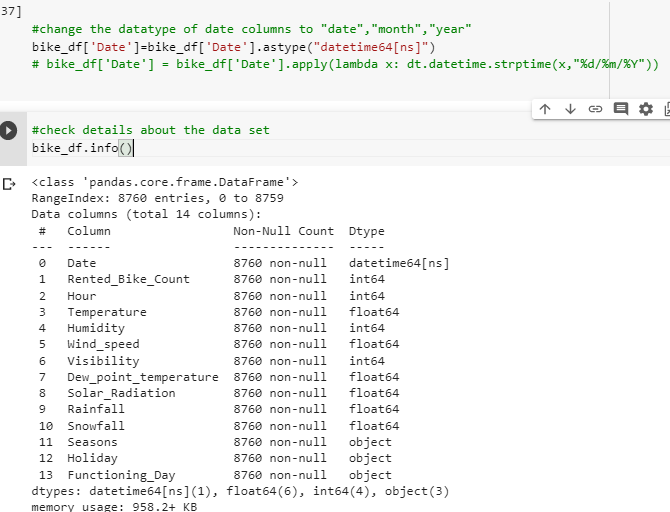 37]
#change the datatype of date columns to "date","month","year"
bike_df['Date']=bike_df['Date'].astype("datetime64[ns]")
# bike_df['Date'] = bike_df['Date'].apply(lambda x: dt.datetime.strptime(x,"%d/%m/%Y"))
#check details about the data set
bike_df.info()
<class 'pandas.core.frame.DataFrame'>
RangeIndex: 8760 entries, 0 to 8759
Data columns (total 14 columns):
 #   Column                 Non-Null Count  Dtype
---  ------                 --------------  -----
 0   Date                   8760 non-null   datetime64[ns]
 1   Rented_Bike_Count      8760 non-null   int64
 2   Hour                   8760 non-null   int64
 3   Temperature            8760 non-null   float64
 4   Humidity               8760 non-null   int64
 5   Wind_speed             8760 non-null   float64
 6   Visibility             8760 non-null   int64
 7   Dew_point_temperature  8760 non-null   float64
 8   Solar_Radiation        8760 non-null   float64
 9   Rainfall               8760 non-null   float64
 10  Snowfall               8760 non-null   float64
 11  Seasons                8760 non-null   object
 12  Holiday                8760 non-null   object
 13  Functioning_Day        8760 non-null   object
dtypes: datetime64[ns](1), float64(6), int64(4), object(3)
memory usage: 958.2+ KB